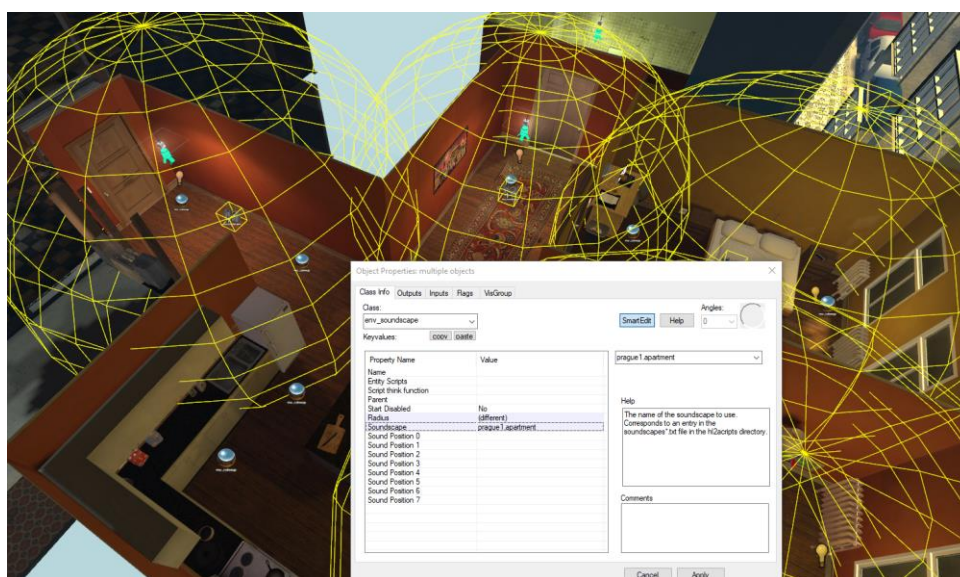 Object Properties: multiple objects
Class Info Outputs Inputs Flags VisGroup
Class:
env_soundscape
Keyvalues: copy paste
SmartEdit Help
Angles:
0
Property Name Value
Name
Entity Scripts
Script think function
Parent
Start Disabled No
Radius (different)
Soundscape prague1.apartment
Sound Position 0
Sound Position 1
Sound Position 2
Sound Position 3
Sound Position 4
Sound Position 5
Sound Position 6
Sound Position 7
prague1.apartment
Help
The name of the soundscape to use.
Corresponds to an entry in the
soundscapes*.txt file in the hl2\scripts directory.
Comments
Cancel Apply